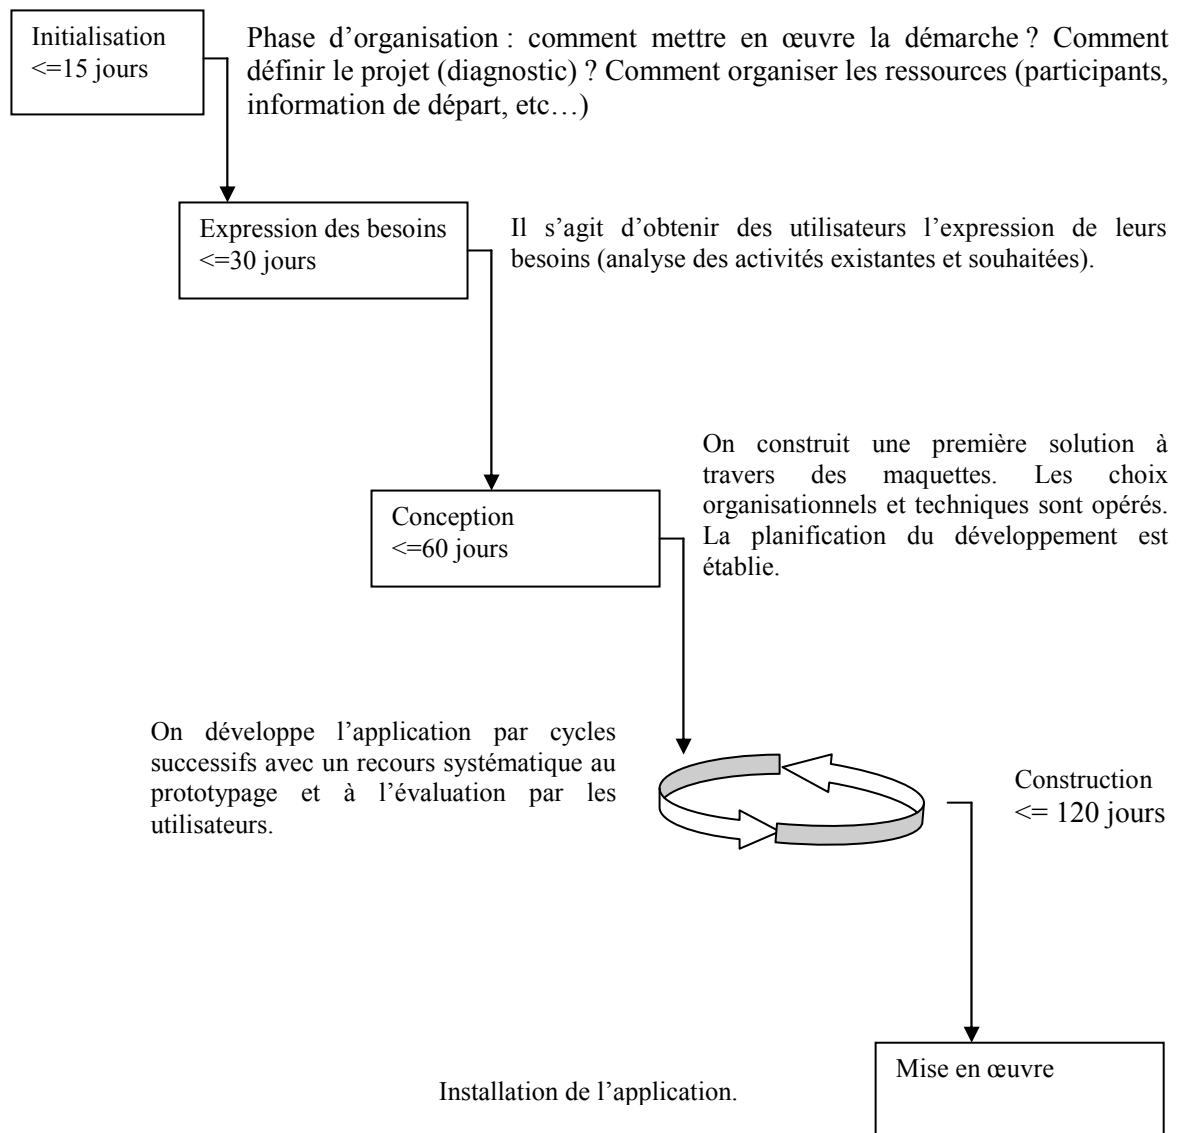 Initialisation
<=15 jours
Phase d’organisation : comment mettre en œuvre la démarche ? Comment
définir le projet (diagnostic) ? Comment organiser les ressources (participants,
information de départ, etc…)
Expression des besoins
<=30 jours
Il s’agit d’obtenir des utilisateurs l’expression de leurs
besoins (analyse des activités existantes et souhaitées).
Conception
<=60 jours
On construit une première solution à
travers des maquettes. Les choix
organisationnels et techniques sont opérés.
La planification du développement est
établie.
On développe l’application par cycles
successifs avec un recours systématique au
prototypage et à l’évaluation par les
utilisateurs.
Construction
<= 120 jours
Mise en œuvre
Installation de l’application.